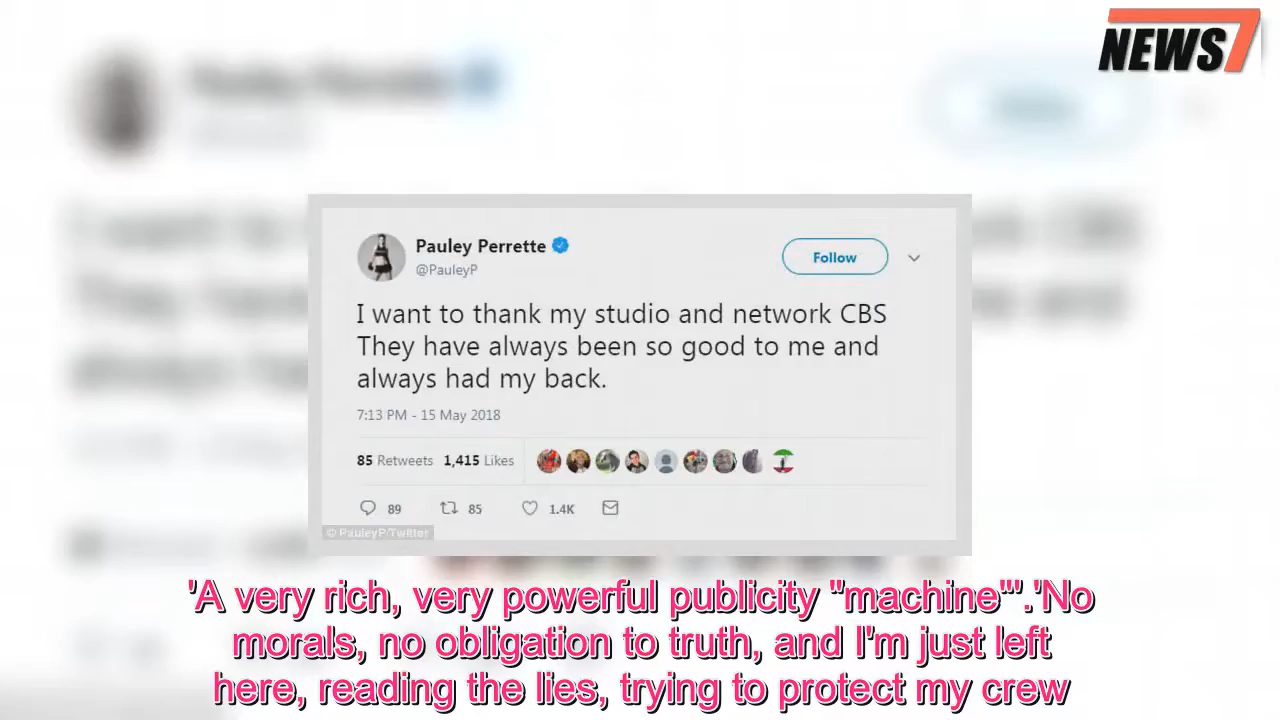 NEWS7
Pauley Perrette
@PauleyP
Follow
I want to thank my studio and network CBS
They have always been so good to me and
always had my back.
7:13 PM - 15 May 2018
85 Retweets 1,415 Likes
89 85 1.4K
© PauleyP/Twitter
'A very rich, very powerful publicity "machine"'.'No
morals, no obligation to truth, and I'm just left
here, reading the lies, trying to protect my crew